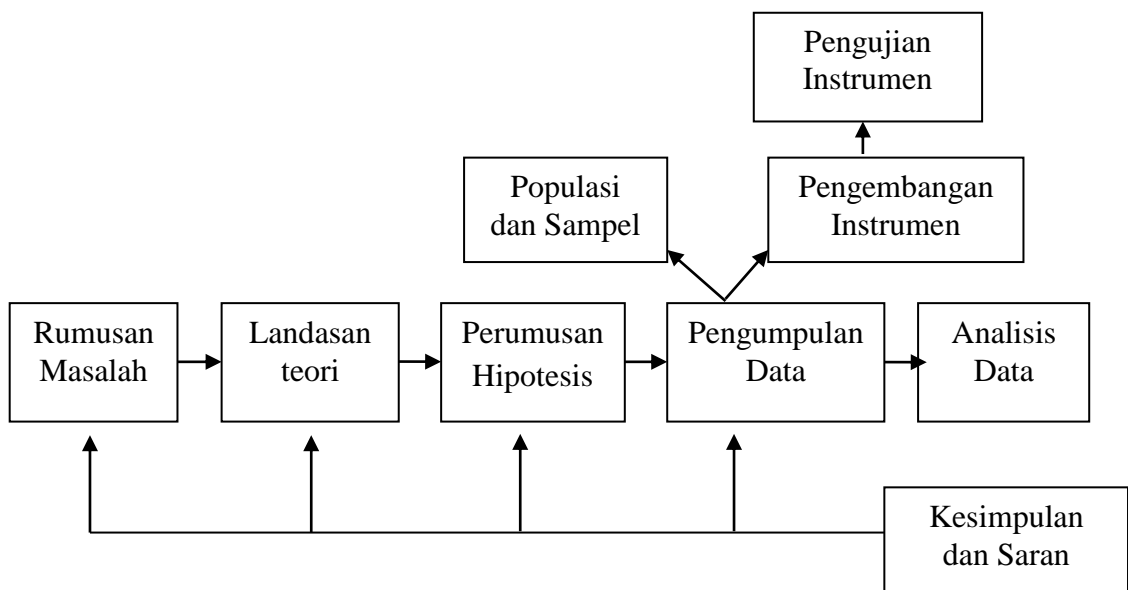 Pengujian
Instrumen
Populasi
dan Sampel
Pengembangan
Instrumen
Rumusan
Masalah
Landasan
teori
Perumusan
Hipotesis
Pengumpulan
Data
Analisis
Data
Kesimpulan
dan Saran